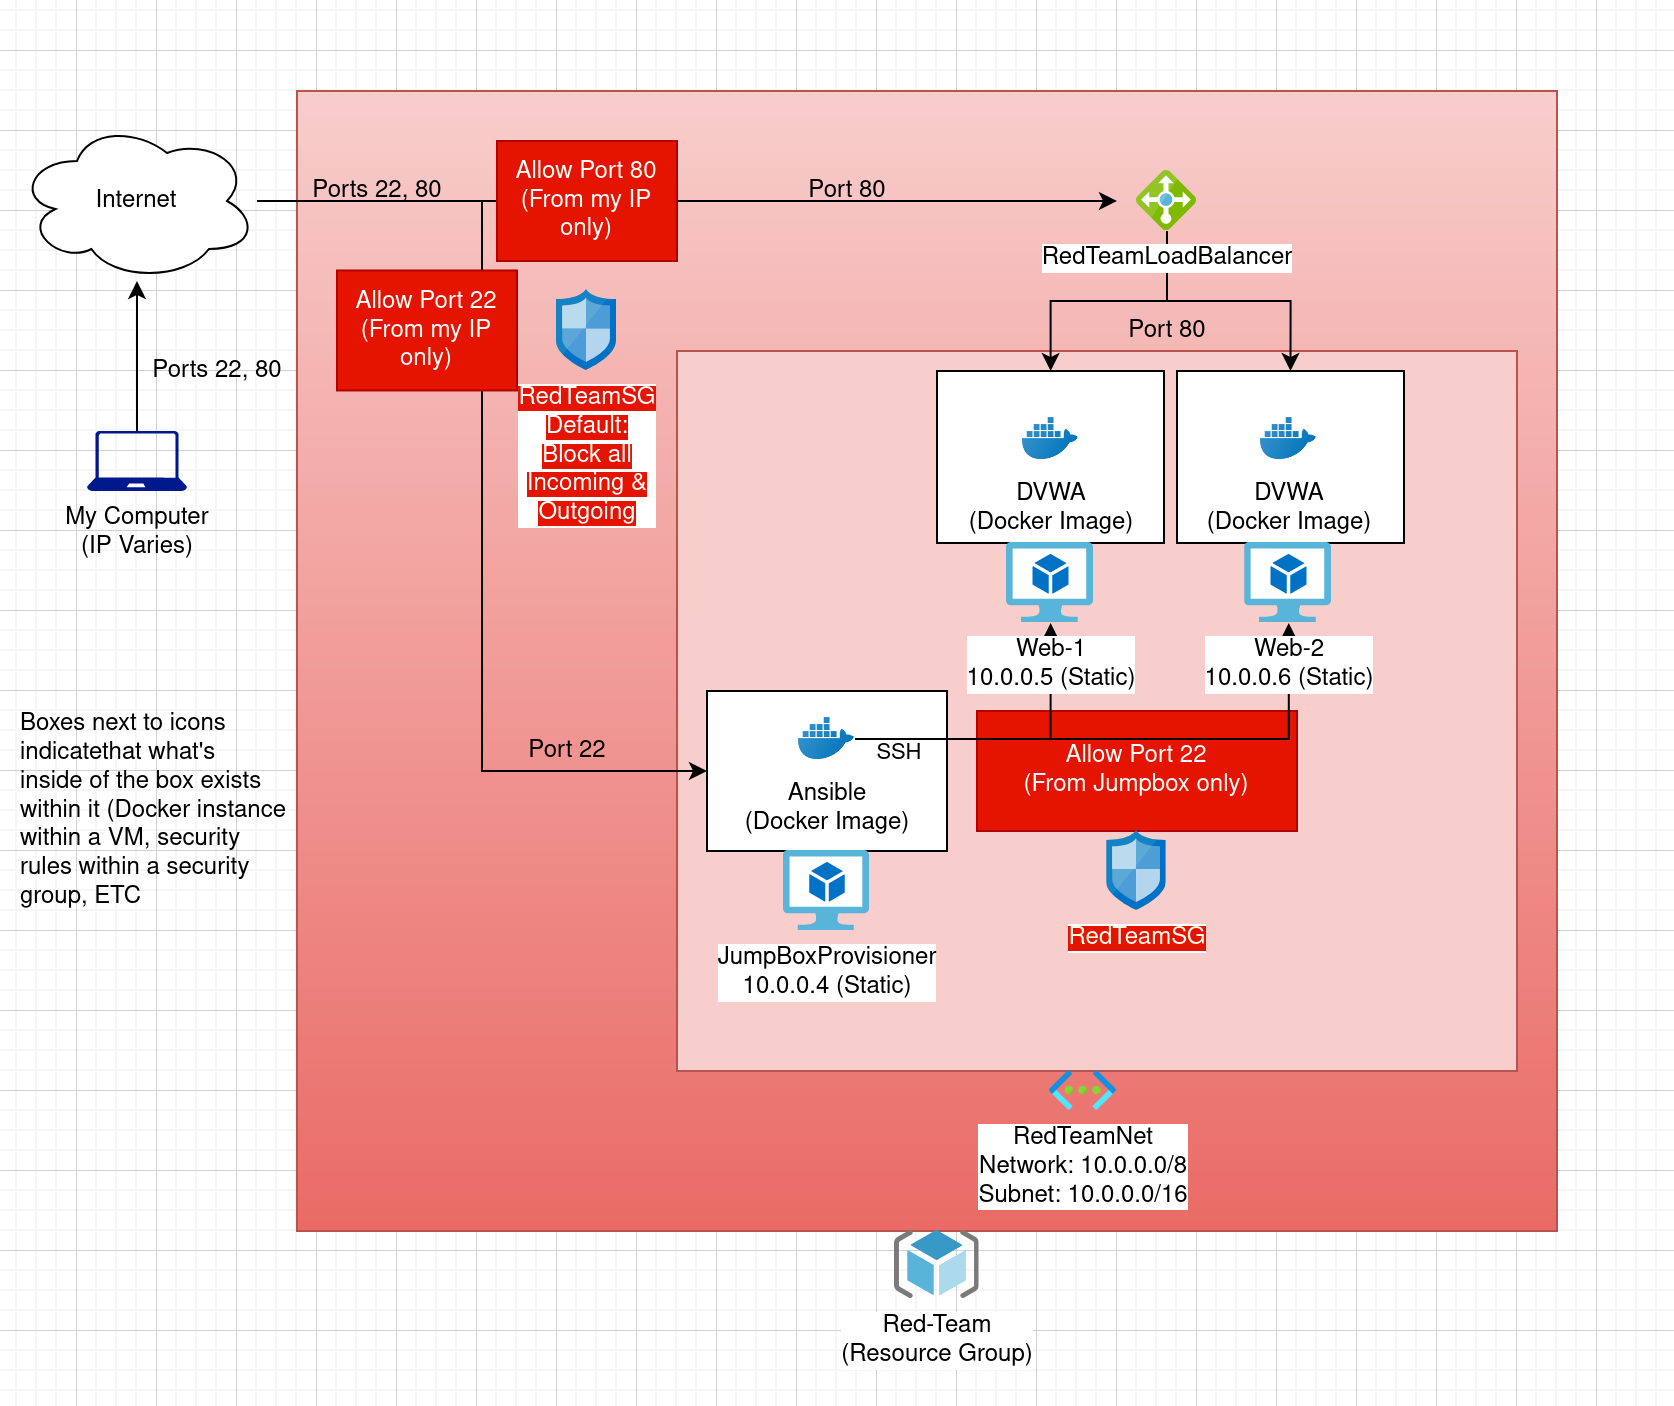 Internet
Ports 22, 80
Allow Port 80
(From my IP
only)
Port 80
RedTeamLoadBalancer
Port 80
Allow Port 22
(From my IP
only)
RedTeamSG
Default:
Block all
Incoming &
Outgoing
Ports 22, 80
My Computer
(IP Varies)
DVWA
(Docker Image)
DVWA
(Docker Image)
Web-1
10.0.0.5 (Static)
Web-2
10.0.0.6 (Static)
Boxes next to icons
indicatethat what's
inside of the box exists
within it (Docker instance
within a VM, security
rules within a security
group, ETC
Port 22
SSH
Ansible
(Docker Image)
Allow Port 22
(From Jumpbox only)
RedTeamSG
JumpBoxProvisioner
10.0.0.4 (Static)
RedTeamNet
Network: 10.0.0.0/8
Subnet: 10.0.0.0/16
Red-Team
(Resource Group)